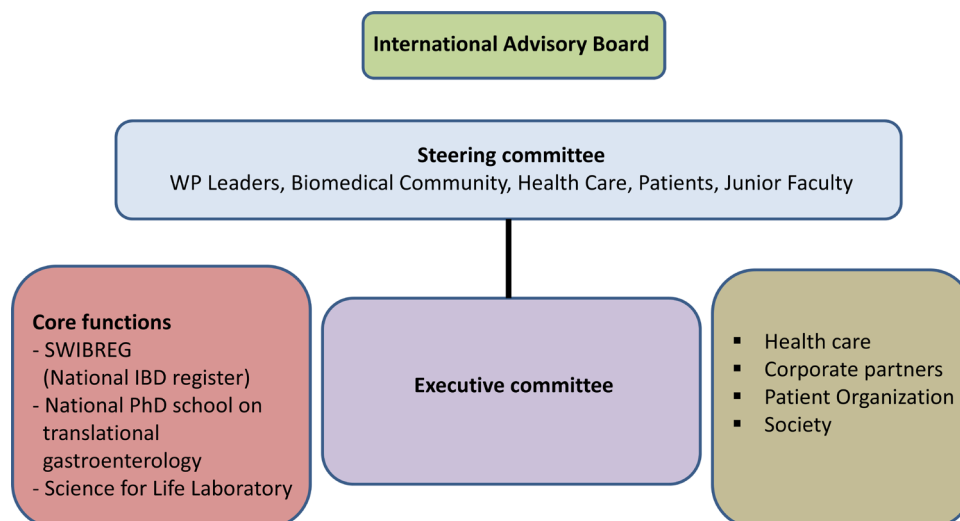 International Advisory Board
Steering committee
WP Leaders, Biomedical Community, Health Care, Patients, Junior Faculty
Core functions
- SWIBREG
(National IBD register)
- National PhD school on
translational
gastroenterology
- Science for Life Laboratory
Executive committee
▪ Health care
▪ Corporate partners
▪ Patient Organization
▪ Society